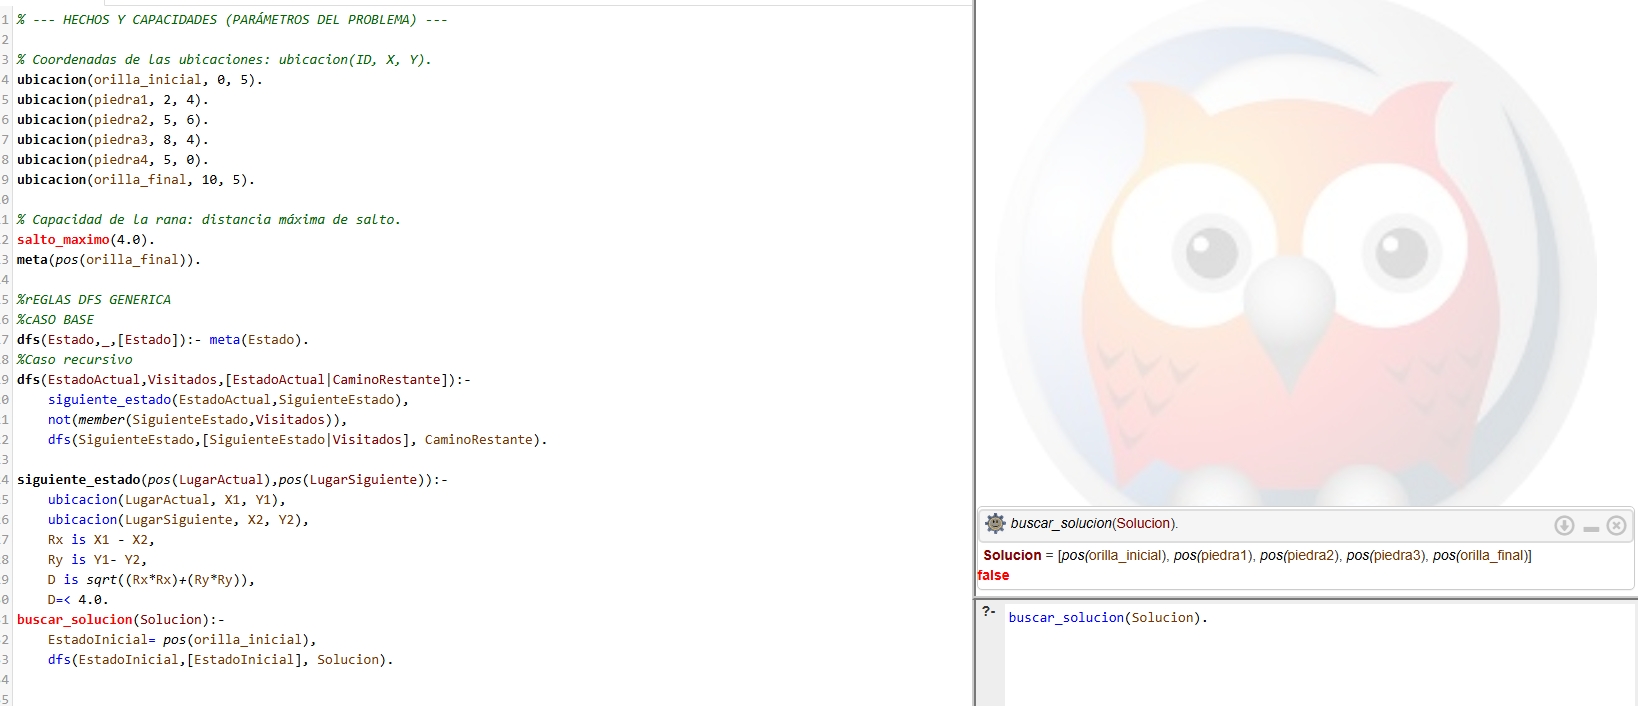 1 % --- HECHOS Y CAPACIDADES (PARÁMETROS DEL PROBLEMA) ---
2
3 % Coordenadas de las ubicaciones: ubicacion(ID, X, Y).
4 ubicacion(orilla_inicial, 0, 5).
5 ubicacion(piedra1, 2, 4).
6 ubicacion(piedra2, 5, 6).
7 ubicacion(piedra3, 8, 4).
8 ubicacion(piedra4, 5, 0).
9 ubicacion(orilla_final, 10, 5).
0
1 % Capacidad de la rana: distancia máxima de salto.
2 salto_maximo(4.0).
3 meta(pos(orilla_final)).
4
5 %rEGLAS DFS GENERICA
6 %cASO BASE
7 dfs(Estado,_,[Estado]):- meta(Estado).
8 %Caso recursivo
9 dfs(EstadoActual,Visitados,[EstadoActual|CaminoRestante]):-
0 siguiente_estado(EstadoActual,SiguienteEstado),
1 not(member(SiguienteEstado,Visitados)),
2 dfs(SiguienteEstado,[SiguienteEstado|Visitados], CaminoRestante).
3
4 siguiente_estado(pos(LugarActual),pos(LugarSiguiente)):-
5 ubicacion(LugarActual, X1, Y1),
6 ubicacion(LugarSiguiente, X2, Y2),
7 Rx is X1 - X2,
8 Ry is Y1- Y2,
9 D is sqrt((Rx*Rx)+(Ry*Ry)),
0 D=< 4.0.
1 buscar_solucion(Solucion):-
2 EstadoInicial= pos(orilla_inicial),
3 dfs(EstadoInicial,[EstadoInicial], Solucion).
4
5
buscar_solucion(Solucion).
Solucion = [pos(orilla_inicial), pos(piedra1), pos(piedra2), pos(piedra3), pos(orilla_final)]
false
?- buscar_solucion(Solucion).